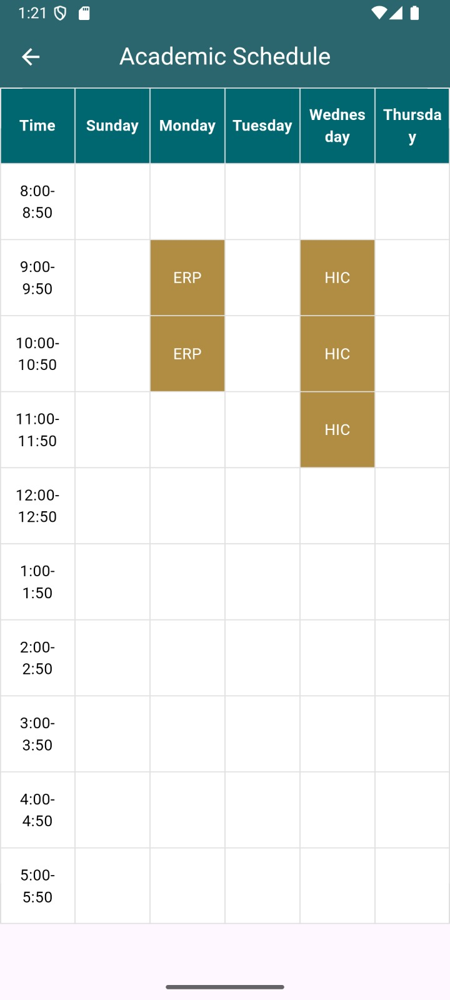 1:21
Academic Schedule
Time Sunday Monday Tuesday Wednes
day Thursda
y
8:00-
8:50
9:00-
9:50 ERP HIC
10:00-
10:50 ERP HIC
11:00-
11:50 HIC
12:00-
12:50
1:00-
1:50
2:00-
2:50
3:00-
3:50
4:00-
4:50
5:00-
5:50